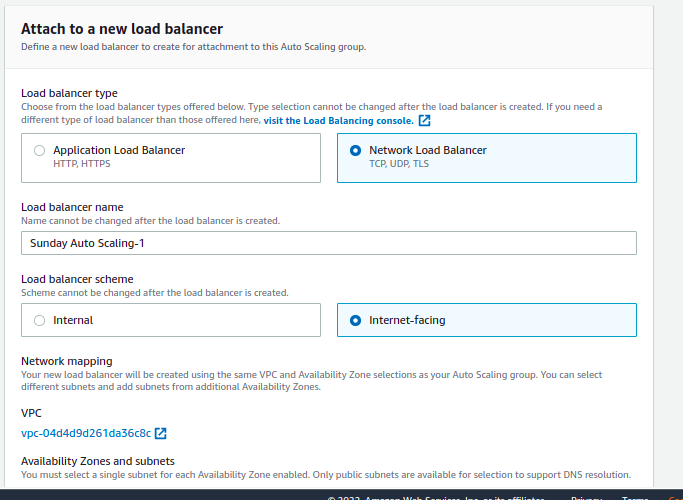 Attach to a new load balancer
Define a new load balancer to create for attachment to this Auto Scaling group.
Load balancer type
Choose from the load balancer types offered below. Type selection cannot be changed after the load balancer is created. If you need a
different type of load balancer than those offered here, visit the Load Balancing console.
Application Load Balancer
HTTP, HTTPS
Network Load Balancer
TCP, UDP, TLS
Load balancer name
Name cannot be changed after the load balancer is created.
Sunday Auto Scaling-1
Load balancer scheme
Scheme cannot be changed after the load balancer is created.
Internal
Internet-facing
Network mapping
Your new load balancer will be created using the same VPC and Availability Zone selections as your Auto Scaling group. You can select
different subnets and add subnets from additional Availability Zones.
VPC
vpc-04d4d9d261da36c8c
Availability Zones and subnets
You must select a single subnet for each Availability Zone enabled. Only public subnets are available for selection to support DNS resolution.
© 2022, Amazon Web Services, Inc. or its affiliates. Privacy Terms